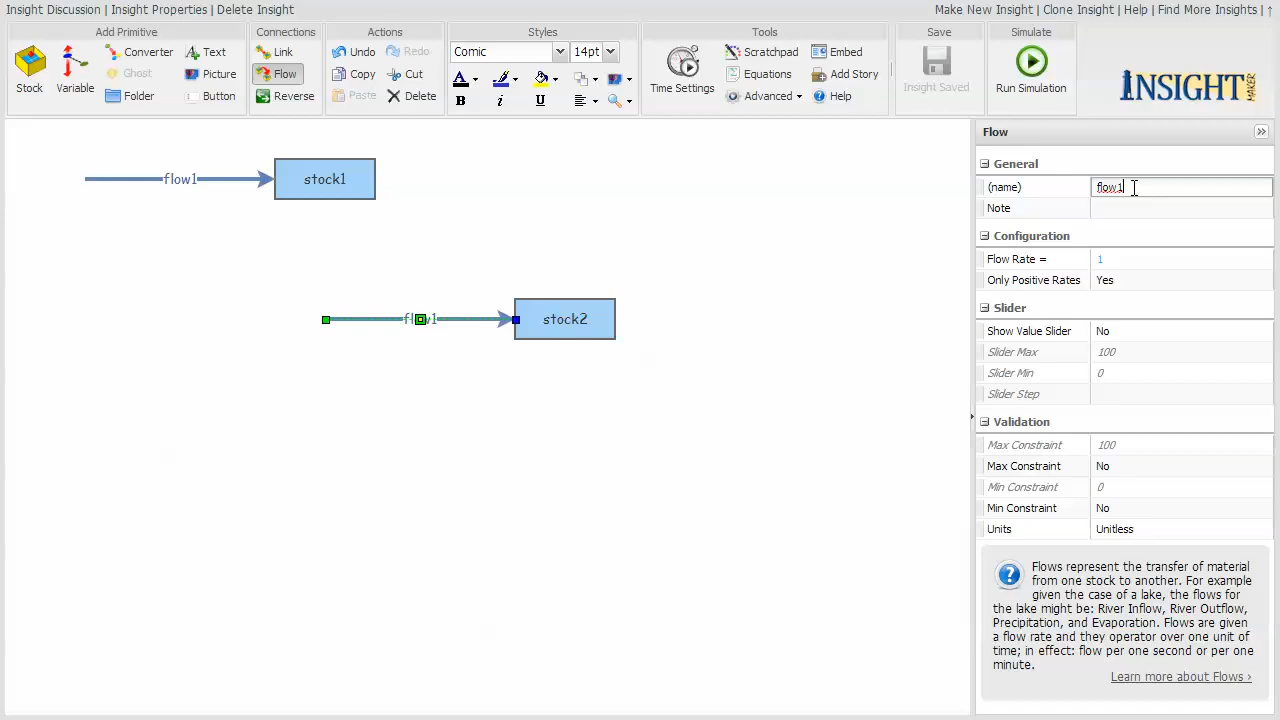 Insight Discussion | Insight Properties | Delete Insight
Make New Insight | Clone Insight | Help | Find More Insights | ↑
Add Primitive
Connections
Actions
Styles
Tools
Save
Simulate
Stock
Variable
Converter
Ghost
Folder
Text
Picture
Button
Link
Flow
Reverse
Undo
Redo
Copy
Cut
Paste
Delete
Comic
14pt
A
B
i
U
Time Settings
Scratchpad
Equations
Advanced
Embed
Add Story
Help
Insight Saved
Run Simulation
INSIGHT MAKER
flow1
stock1
flow1
stock2
Flow
General
(name) flow1
Note
Configuration
Flow Rate = 1
Only Positive Rates Yes
Slider
Show Value Slider No
Slider Max 100
Slider Min 0
Slider Step
Validation
Max Constraint 100
Max Constraint No
Min Constraint 0
Min Constraint No
Units Unitless
Flows represent the transfer of material
from one stock to another. For example
given the case of a lake, the flows for
the lake might be: River Inflow, River Outflow,
Precipitation, and Evaporation. Flows are given
a flow rate and they operator over one unit of
time; in effect: flow per one second or per one
minute.
Learn more about Flows ›